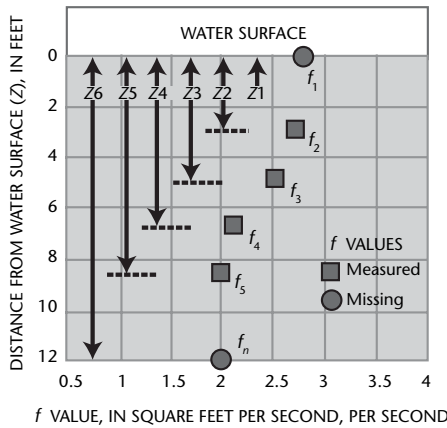 WATER SURFACE
DISTANCE FROM WATER SURFACE (Z), IN FEET
0
2
4
6
8
10
12
Z6 Z5 Z4 Z3 Z2 Z1
f1
f2
f3
f4
f5
fn
f VALUES
Measured
Missing
0.5 1 1.5 2 2.5 3 3.5 4
f VALUE, IN SQUARE FEET PER SECOND, PER SECOND